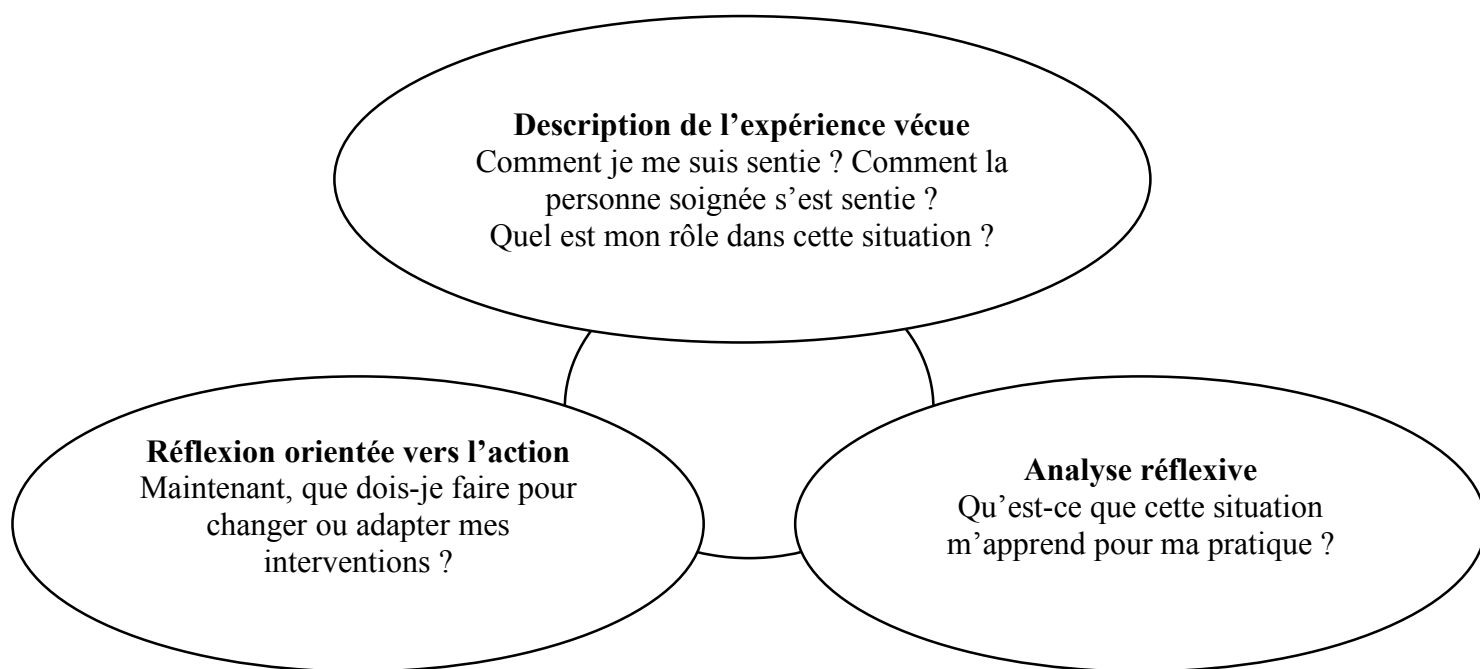 Description de l’expérience vécue
Comment je me suis sentie ? Comment la
personne soignée s’est sentie ?
Quel est mon rôle dans cette situation ?
Réflexion orientée vers l’action
Maintenant, que dois-je faire pour
changer ou adapter mes
interventions ?
Analyse réflexive
Qu’est-ce que cette situation
m’apprend pour ma pratique ?